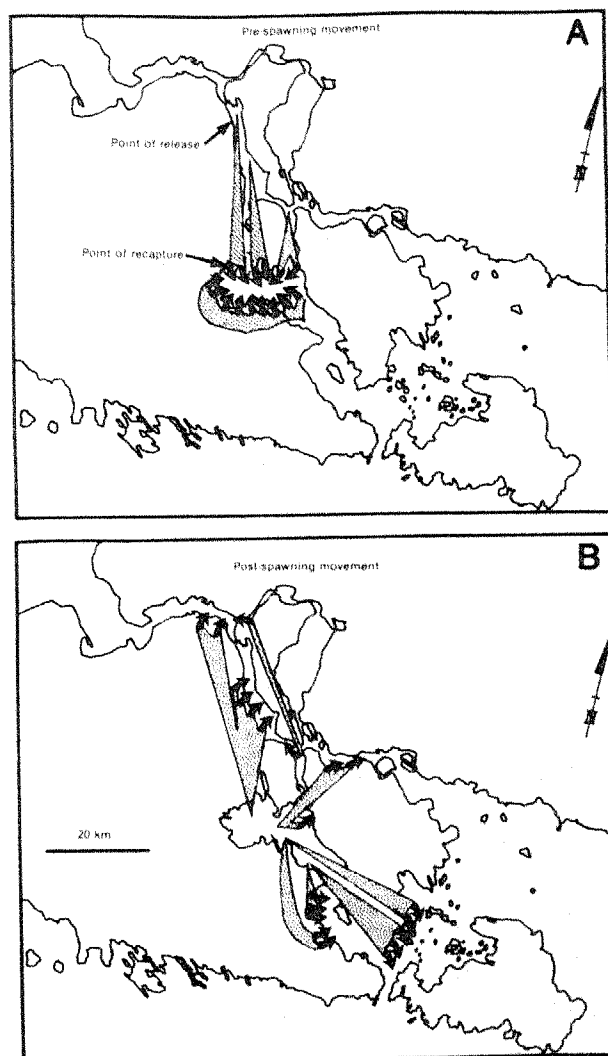 Pre-spawning movement
A
Point of release
N
Point of recapture
B
Post-spawning movement
N
20 km